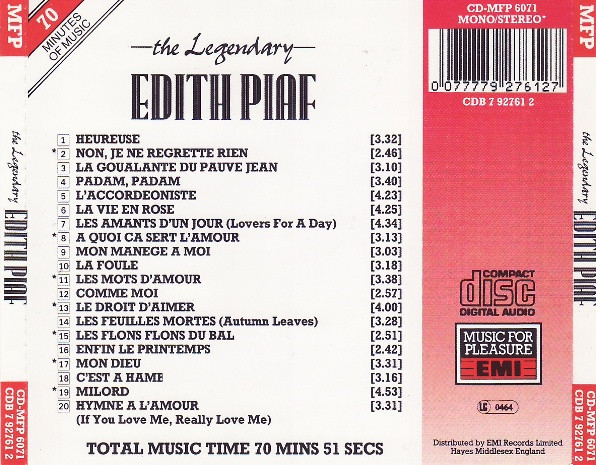 MFP
70
MINUTES
OF MUSIC
the Legendary
EDITH PIAF
1 HEUREUSE [3.32]
*2 NON, JE NE REGRETTE RIEN [2.46]
3 LA GOUALANTE DU PAUVE JEAN [3.10]
4 PADAM, PADAM [3.40]
5 L'ACCORDEONISTE [4.23]
6 LA VIE EN ROSE [4.25]
7 LES AMANTS D'UN JOUR (Lovers For A Day) [4.34]
*8 A QUOI CA SERT L'AMOUR [3.13]
9 MON MANEGE A MOI [3.03]
10 LA FOULE [3.18]
*11 LES MOTS D'AMOUR [3.38]
12 COMME MOI [2.57]
*13 LE DROIT D'AIMER [4.00]
14 LES FEUILLES MORTES (Autumn Leaves) [3.28]
*15 LES FLONS FLONS DU BAL [2.51]
16 ENFIN LE PRINTEMPS [2.42]
*17 MON DIEU [3.31]
18 C'EST A HAMB [3.16]
*19 MILORD [4.53]
20 HYMNE A L'AMOUR [3.31]
(If You Love Me, Really Love Me)
TOTAL MUSIC TIME 70 MINS 51 SECS
CD-MFP 6071
MONO/STEREO*
0 077779 276127
CDB 7 92761 2
COMPACT
disc
DIGITAL AUDIO
MUSIC FOR
PLEASURE
EMI
LC 0464
Distributed by EMI Records Limited
Hayes Middlesex England
the Legendary
EDITH PIAF
CD-MFP 6071
CDB 7 92761 2
MFP
the Legendary
EDITH PIAF
CD-MFP 6071
CDB 7 92761 2